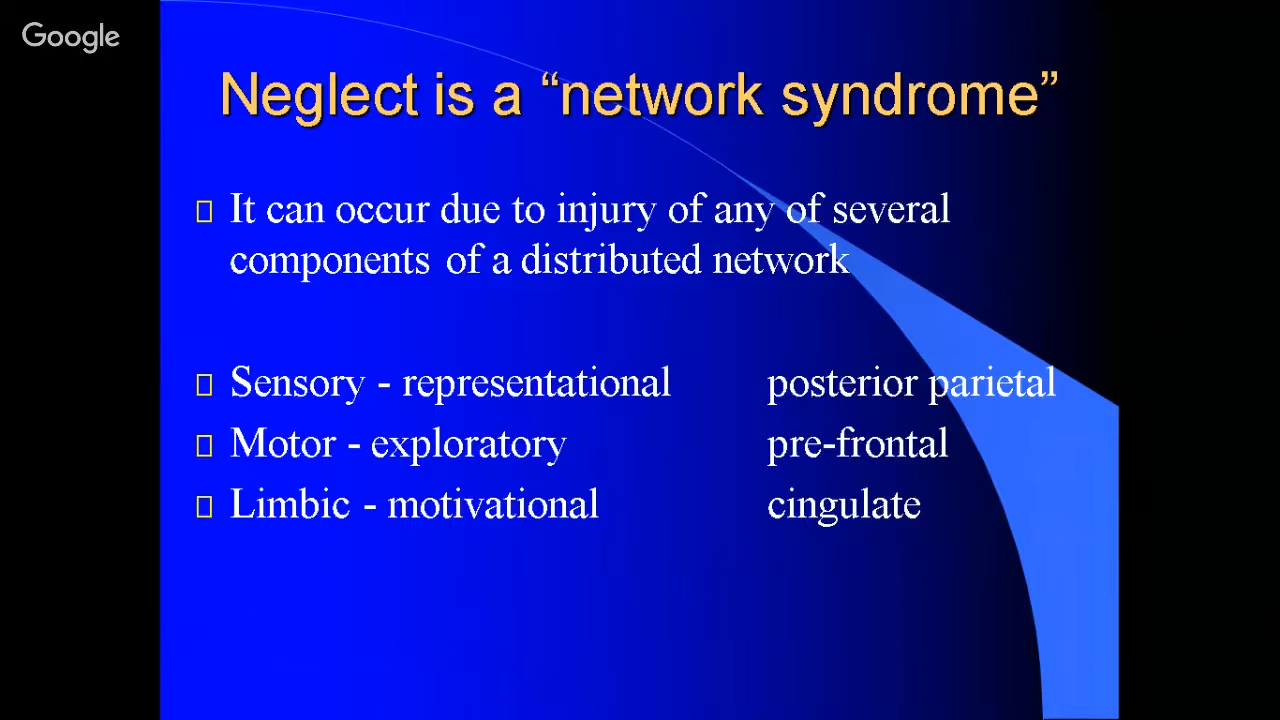 Google
Neglect is a “network syndrome”
It can occur due to injury of any of several
components of a distributed network
Sensory - representational posterior parietal
Motor - exploratory pre-frontal
Limbic - motivational cingulate